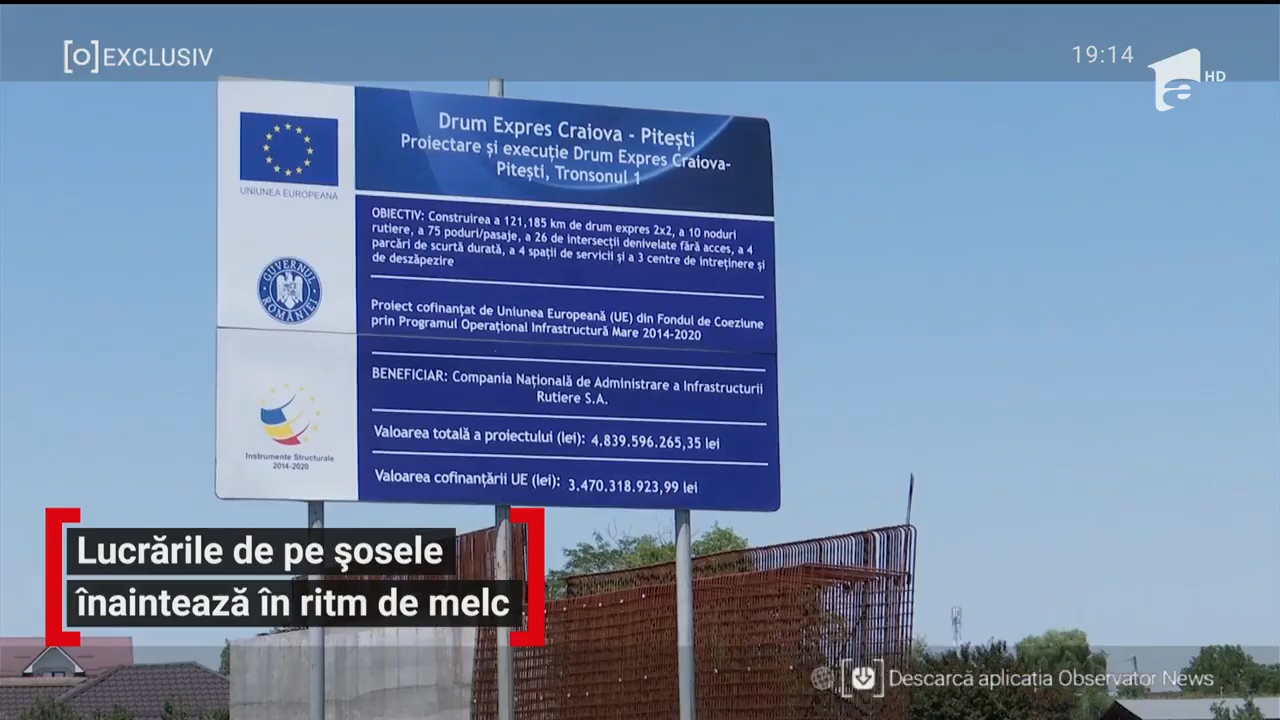 [O]EXCLUSIV
19:14
a
HD
Drum Expres Craiova - Pitești
Proiectare și execuție Drum Expres Craiova-
Pitești, Tronsonul 1
UNIUNEA EUROPEANĂ
OBIECTIV: Construirea a 121,185 km de drum expres 2x2, a 10 noduri
rutiere, a 75 poduri/pasaje, a 26 de intersecții denivelate fără acces, a 4
parcări de scurtă durată, a 4 spații de servicii și a 3 centre de întreținere și
de deszăpezire
GUVERNUL
ROMÂNIEI
Proiect cofinanțat de Uniunea Europeană (UE) din Fondul de Coeziune
prin Programul Operațional Infrastructură Mare 2014-2020
BENEFICIAR: Compania Națională de Administrare a Infrastructurii
Rutiere S.A.
Instrumente Structurale
2014-2020
Valoarea totală a proiectului (lei): 4.839.596.265,35 lei
Valoarea cofinanțării UE (lei): 3.470.318.923,99 lei
Lucrările de pe şosele
înaintează în ritm de melc
Descarcă aplicația Observator News